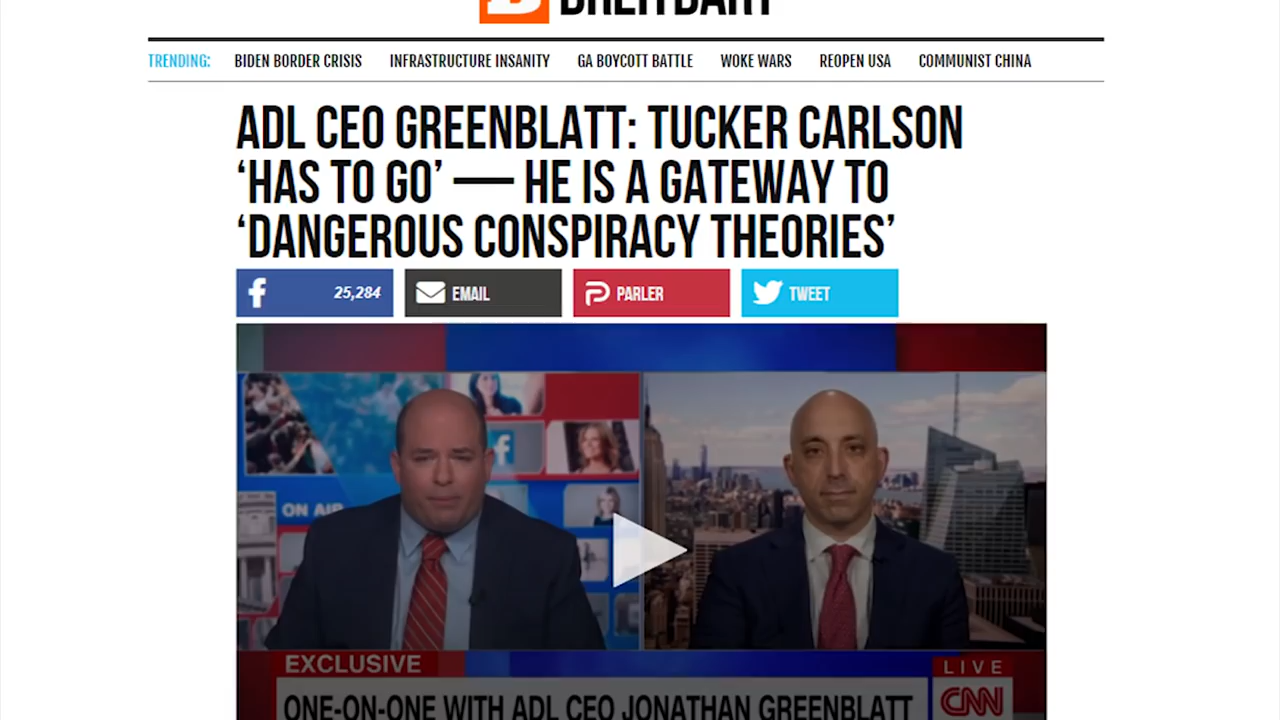 BREITBART
TRENDING: BIDEN BORDER CRISIS INFRASTRUCTURE INSANITY GA BOYCOTT BATTLE WOKE WARS REOPEN USA COMMUNIST CHINA
ADL CEO GREENBLATT: TUCKER CARLSON
‘HAS TO GO’ — HE IS A GATEWAY TO
‘DANGEROUS CONSPIRACY THEORIES’
25,284 EMAIL PARLER TWEET
ON AIR
EXCLUSIVE
LIVE
ONE-ON-ONE WITH ADL CEO JONATHAN GREENBLATT
CNN